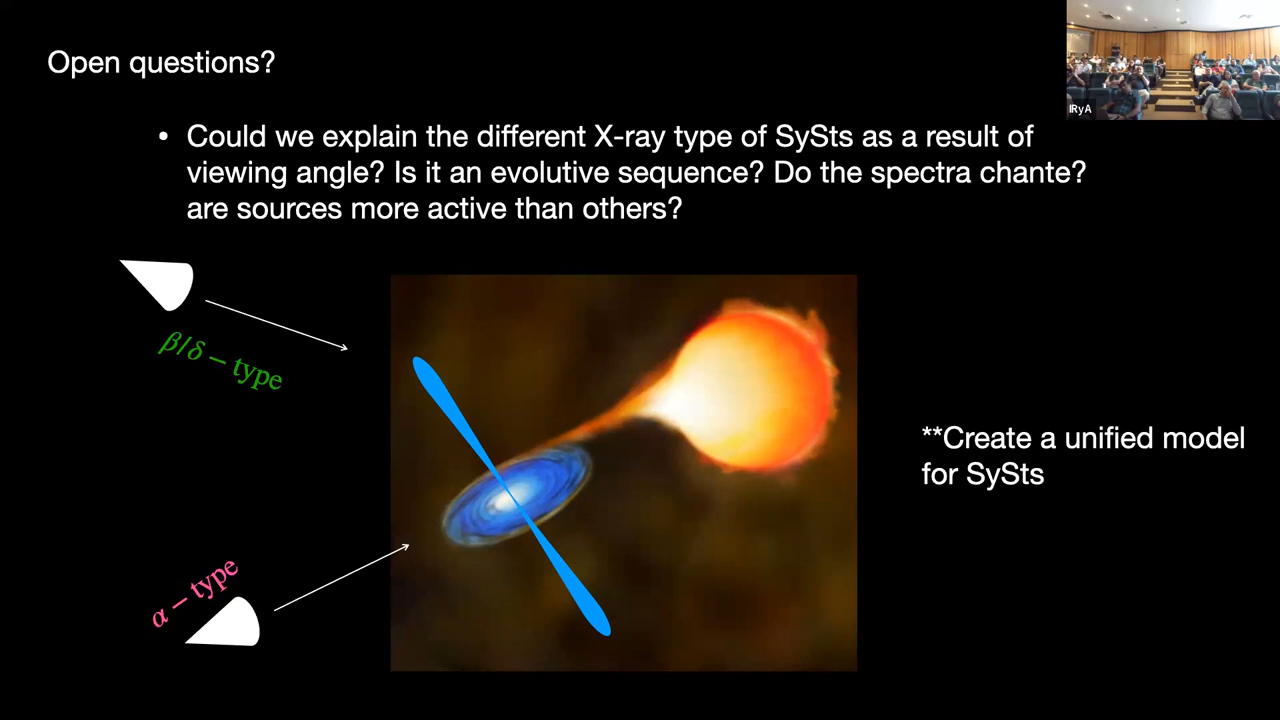 Open questions?
IRyA
• Could we explain the different X-ray type of SySts as a result of
viewing angle? Is it an evolutive sequence? Do the spectra chante?
are sources more active than others?
β/δ – type
**Create a unified model
for SySts
α – type